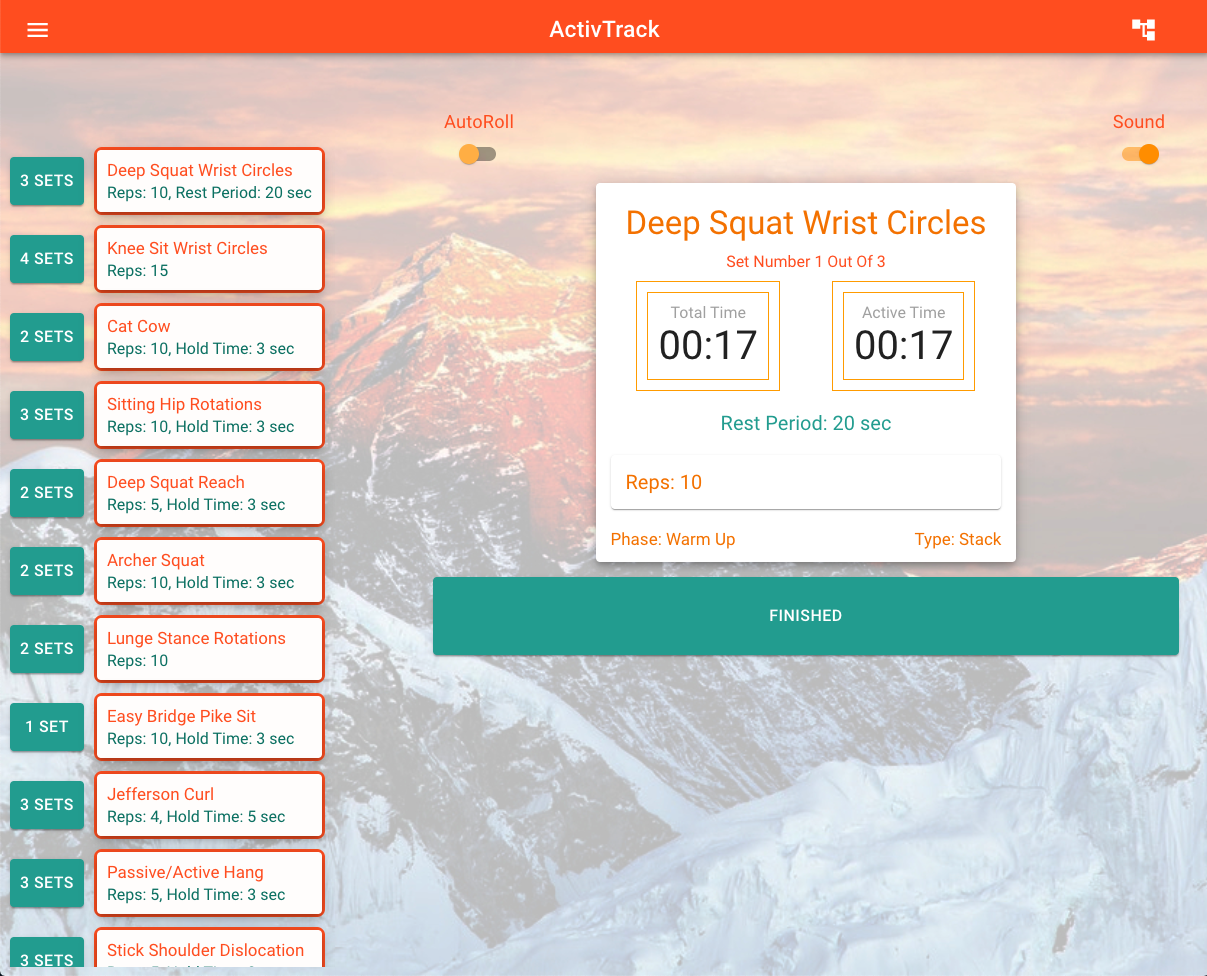 ActivTrack
AutoRoll
Sound
3 SETS
Deep Squat Wrist Circles
Reps: 10, Rest Period: 20 sec
4 SETS
Knee Sit Wrist Circles
Reps: 15
2 SETS
Cat Cow
Reps: 10, Hold Time: 3 sec
3 SETS
Sitting Hip Rotations
Reps: 10, Hold Time: 3 sec
2 SETS
Deep Squat Reach
Reps: 5, Hold Time: 3 sec
2 SETS
Archer Squat
Reps: 10, Hold Time: 3 sec
2 SETS
Lunge Stance Rotations
Reps: 10
1 SET
Easy Bridge Pike Sit
Reps: 10, Hold Time: 3 sec
3 SETS
Jefferson Curl
Reps: 4, Hold Time: 5 sec
3 SETS
Passive/Active Hang
Reps: 5, Hold Time: 3 sec
3 SETS
Stick Shoulder Dislocation
Deep Squat Wrist Circles
Set Number 1 Out Of 3
Total Time
00:17
Active Time
00:17
Rest Period: 20 sec
Reps: 10
Phase: Warm Up
Type: Stack
FINISHED